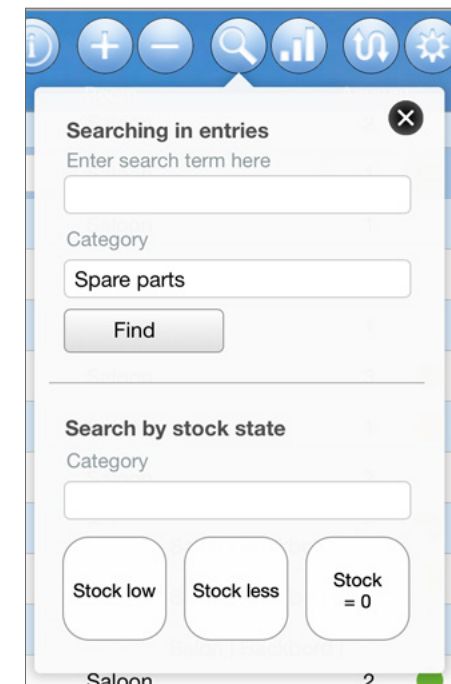 Searching in entries
Enter search term here
Category
Spare parts
Find
Search by stock state
Category
Stock low
Stock less
Stock
= 0
Saloon 2